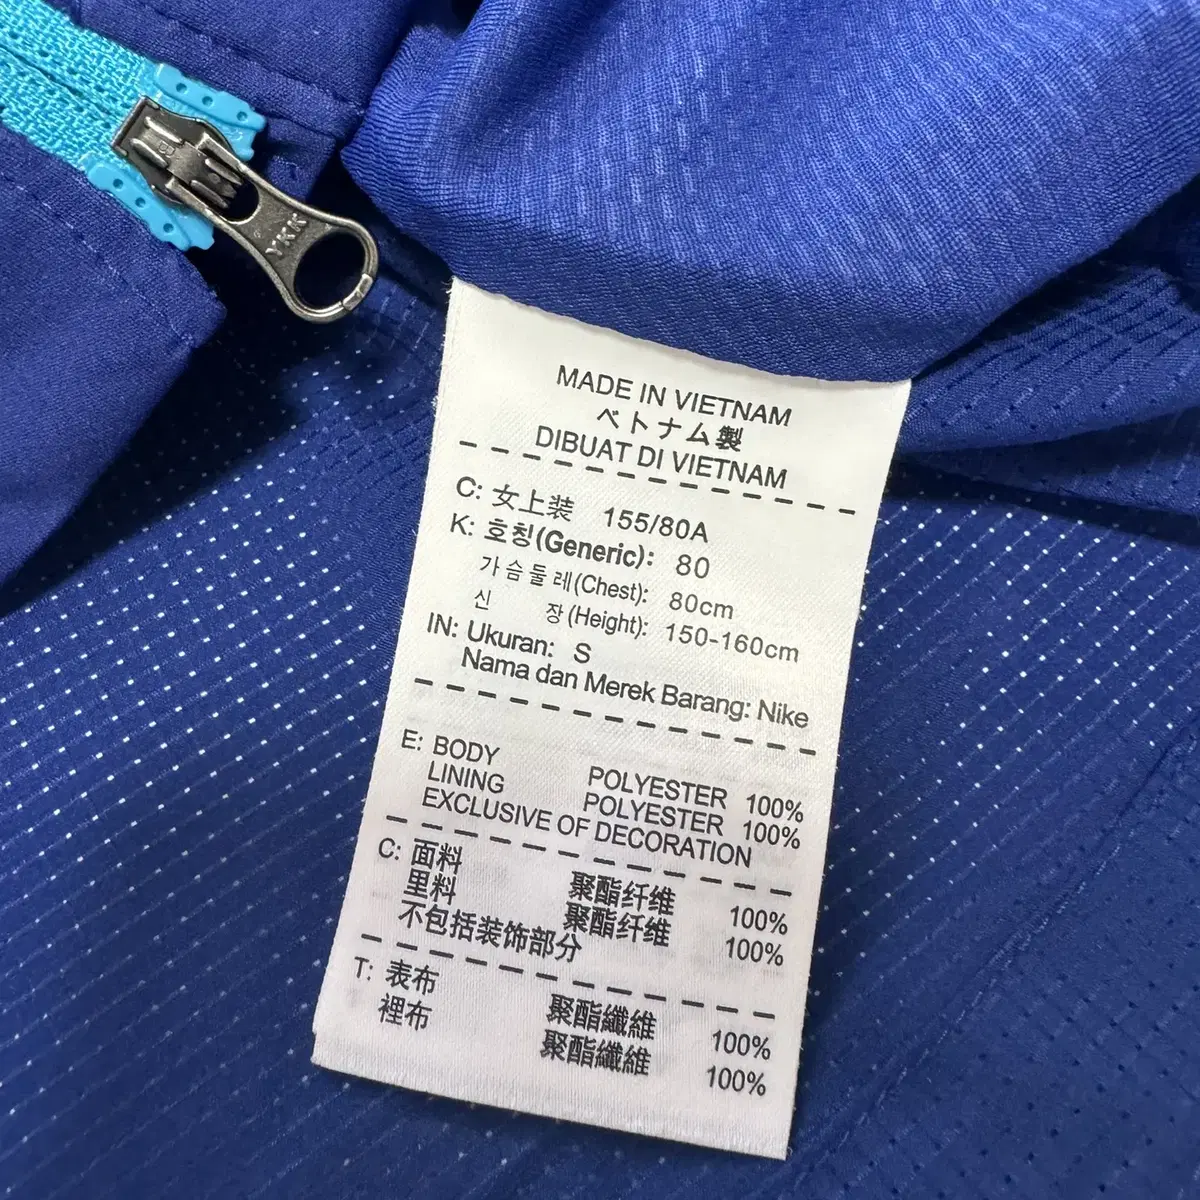 YKK
MADE IN VIETNAM
ベトナム製
DIBUAT DI VIETNAM
C: 女上装 155/80A
K: 호칭(Generic): 80
가슴둘레(Chest): 80cm
신 장(Height): 150-160cm
IN: Ukuran: S
Nama dan Merek Barang: Nike
E: BODY POLYESTER 100%
LINING POLYESTER 100%
EXCLUSIVE OF DECORATION
C: 面料 聚酯纤维 100%
里料 聚酯纤维 100%
不包括装饰部分
T: 表布 聚酯纖維 100%
裡布 聚酯纖維 100%